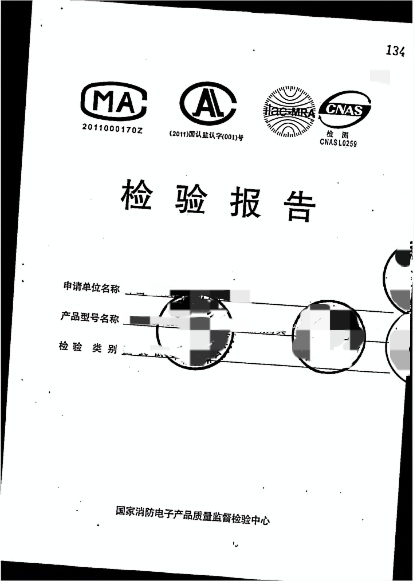 134
MA
2011000170Z
AL
(2011)国认监认字(001)号
ilac-MRA
CNAS
检 测
CNAS L0259
检 验 报 告
申请单位名称
产品型号名称
检 验 类 别
国家消防电子产品质量监督检验中心